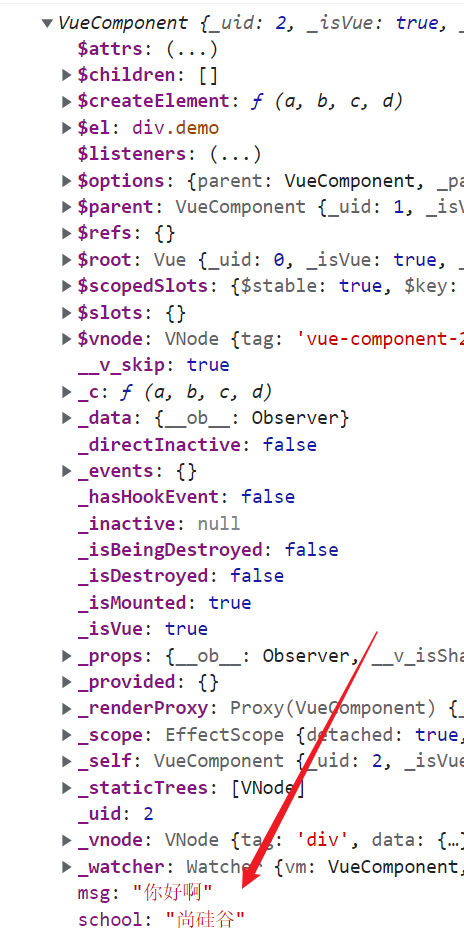 VueComponent {_uid: 2, _isVue: true,
$attrs: (...)
$children: []
$createElement: ƒ (a, b, c, d)
$el: div.demo
$listeners: (...)
$options: {parent: VueComponent, _pa
$parent: VueComponent {_uid: 1, _isV
$refs: {}
$root: Vue {_uid: 0, _isVue: true, _
$scopedSlots: {$stable: true, $key:
$slots: {}
$vnode: VNode {tag: 'vue-component-2
__v_skip: true
_c: ƒ (a, b, c, d)
_data: {__ob__: Observer}
_directInactive: false
_events: {}
_hasHookEvent: false
_inactive: null
_isBeingDestroyed: false
_isDestroyed: false
_isMounted: true
_isVue: true
_props: {__ob__: Observer, __v_isSha
_provided: {}
_renderProxy: Proxy(VueComponent) {_
_scope: EffectScope {detached: true,
_self: VueComponent {_uid: 2, _isVue
_staticTrees: [VNode]
_uid: 2
_vnode: VNode {tag: 'div', data: {…}
_watcher: Watcher {vm: VueComponent,
msg: "你好啊"
school: "尚硅谷"